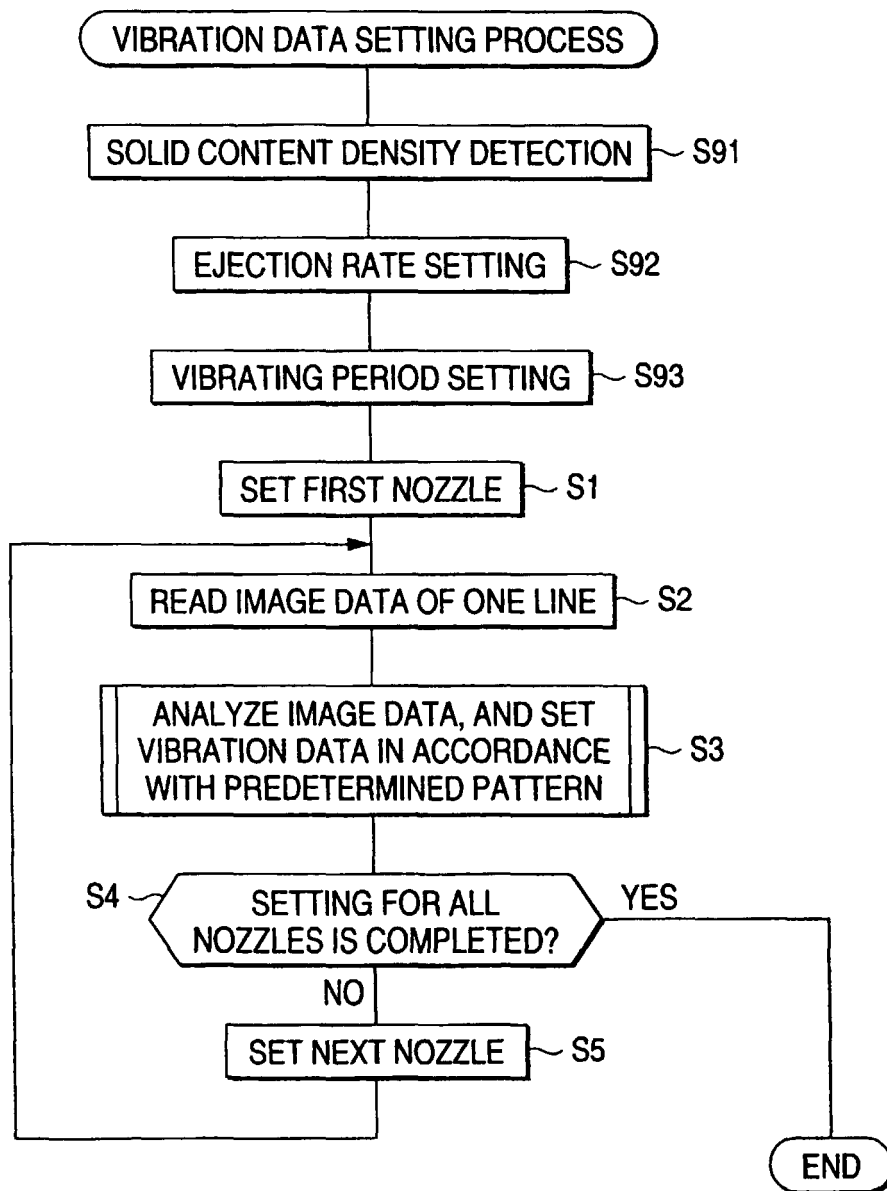 VIBRATION DATA SETTING PROCESS
SOLID CONTENT DENSITY DETECTION
S91
EJECTION RATE SETTING
S92
VIBRATING PERIOD SETTING
S93
SET FIRST NOZZLE
S1
READ IMAGE DATA OF ONE LINE
S2
ANALYZE IMAGE DATA, AND SET
VIBRATION DATA IN ACCORDANCE
WITH PREDETERMINED PATTERN
S3
S4
SETTING FOR ALL
NOZZLES IS COMPLETED?
YES
NO
SET NEXT NOZZLE
S5
END